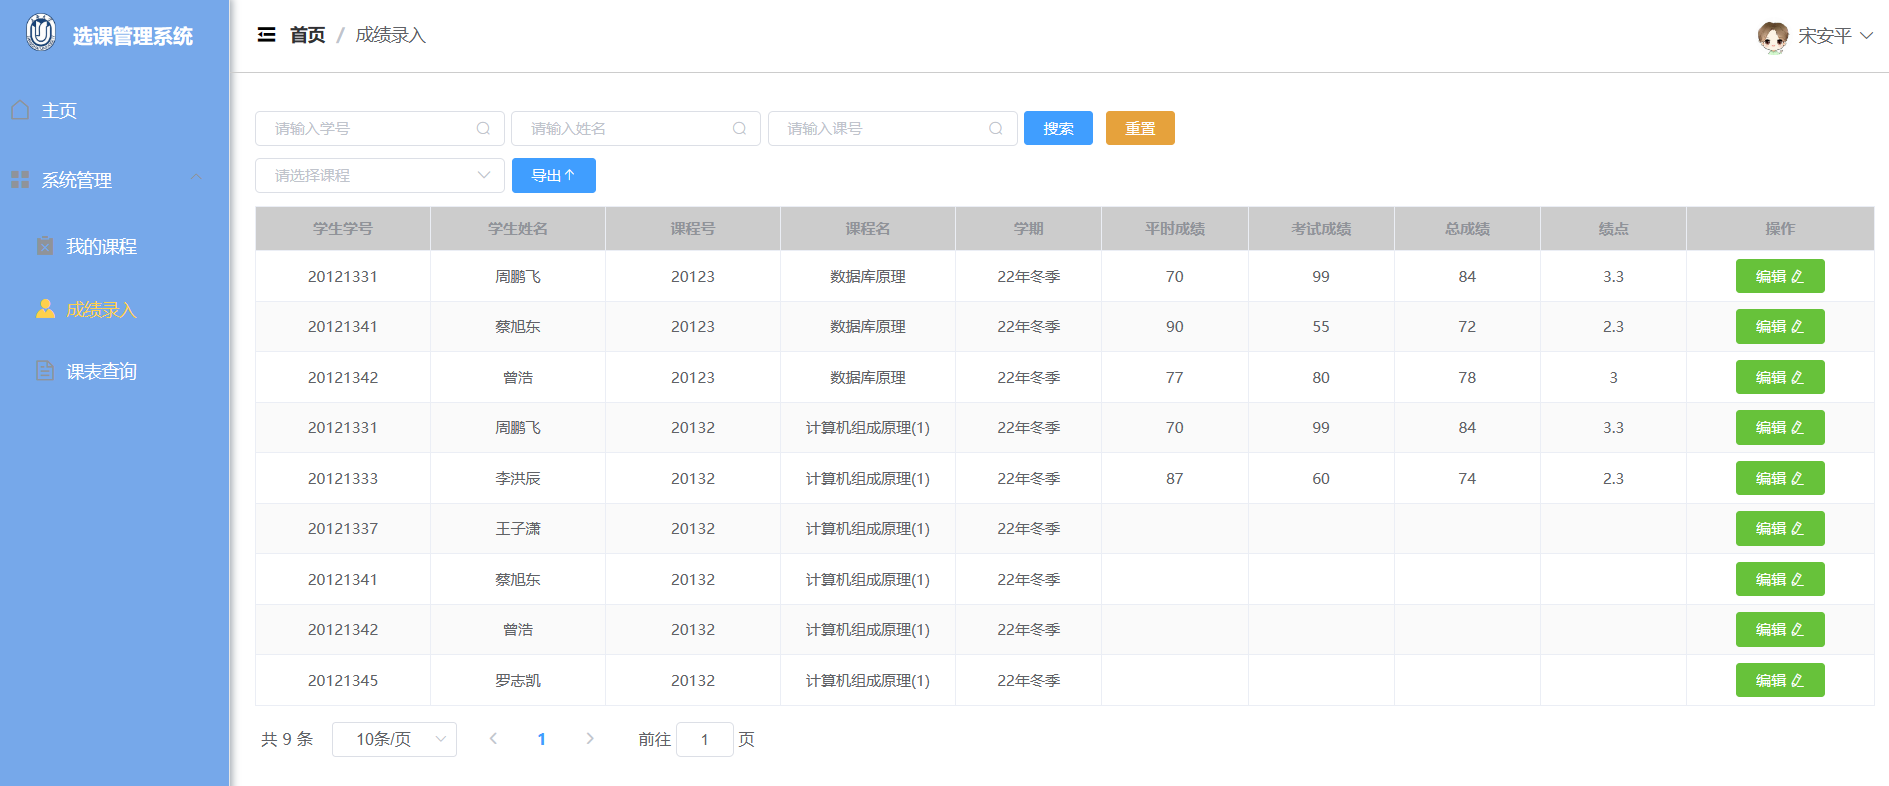 选课管理系统
首页 / 成绩录入
宋安平
主页
系统管理
我的课程
成绩录入
课表查询
请输入学号 请输入姓名 请输入课号 搜索 重置
请选择课程 导出↑
学生学号 学生姓名 课程号 课程名 学期 平时成绩 考试成绩 总成绩 绩点 操作
20121331 周鹏飞 20123 数据库原理 22年冬季 70 99 84 3.3 编辑
20121341 蔡旭东 20123 数据库原理 22年冬季 90 55 72 2.3 编辑
20121342 曾浩 20123 数据库原理 22年冬季 77 80 78 3 编辑
20121331 周鹏飞 20132 计算机组成原理(1) 22年冬季 70 99 84 3.3 编辑
20121333 李洪辰 20132 计算机组成原理(1) 22年冬季 87 60 74 2.3 编辑
20121337 王子潇 20132 计算机组成原理(1) 22年冬季 编辑
20121341 蔡旭东 20132 计算机组成原理(1) 22年冬季 编辑
20121342 曾浩 20132 计算机组成原理(1) 22年冬季 编辑
20121345 罗志凯 20132 计算机组成原理(1) 22年冬季 编辑
共 9 条 10条/页 1 前往 1 页